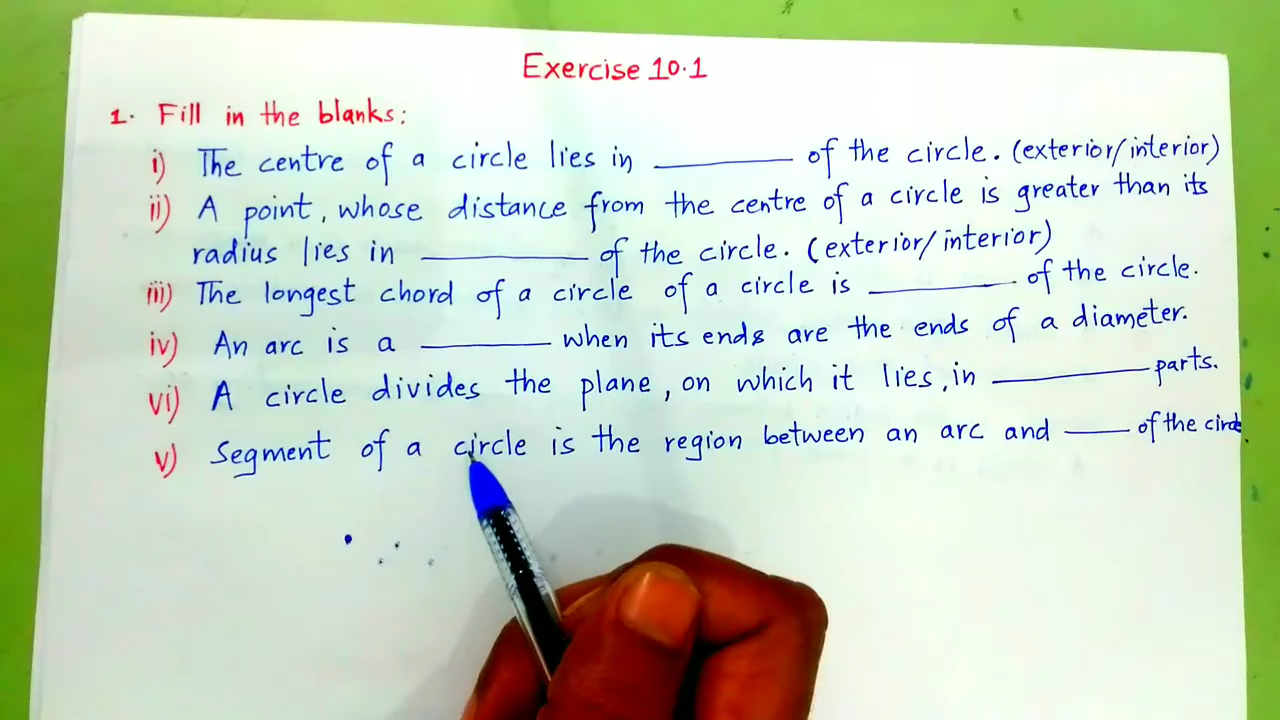 Exercise 10.1
1. Fill in the blanks:
i) The centre of a circle lies in ________ of the circle. (exterior/interior)
ii) A point, whose distance from the centre of a circle is greater than its
radius lies in ________ of the circle. (exterior/interior)
iii) The longest chord of a circle of a circle is ________ of the circle.
iv) An arc is a ________ when its ends are the ends of a diameter.
vi) A circle divides the plane, on which it lies, in ________ parts.
v) Segment of a circle is the region between an arc and ____ of the circle.